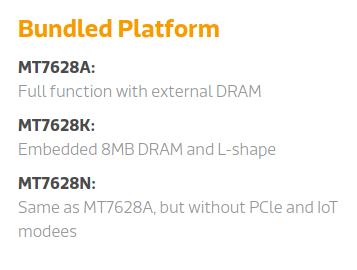 Bundled Platform
MT7628A:
Full function with external DRAM
MT7628K:
Embedded 8MB DRAM and L-shape
MT7628N:
Same as MT7628A, but without PCle and IoT
modees